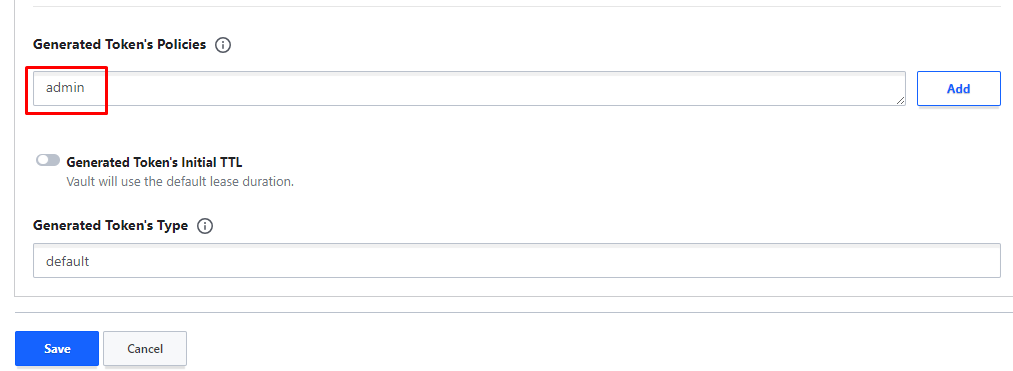 Generated Token's Policies
admin
Add
Generated Token's Initial TTL
Vault will use the default lease duration.
Generated Token's Type
default
Save
Cancel